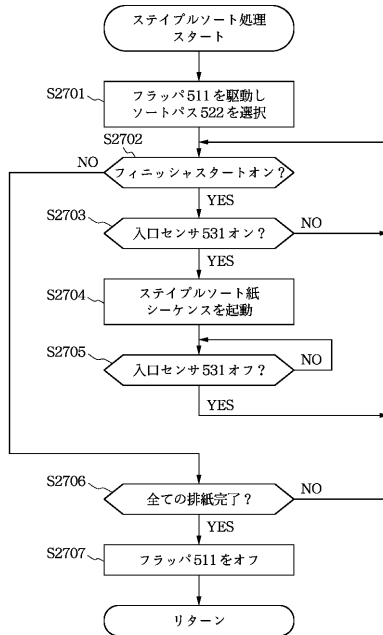 ステイプルソート処理
スタート
S2701
フラッパ511を駆動し
ソートパス522を選択
S2702
NO
フィニッシャスタートオン？
YES
S2703
入口センサ531オン？
NO
YES
S2704
ステイプルソート紙
シーケンスを起動
S2705
入口センサ531オフ？
NO
YES
S2706
全ての排紙完了？
NO
YES
S2707
フラッパ511をオフ
リターン